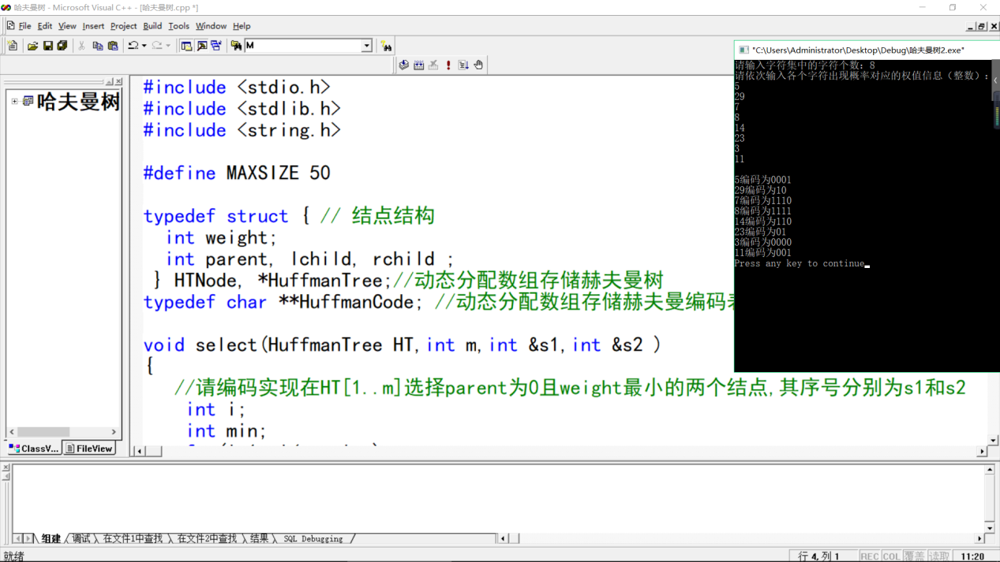 哈夫曼树 - Microsoft Visual C++ - [哈夫曼树.cpp *]
File Edit View Insert Project Build Tools Window Help
M
哈夫曼树
ClassV... FileView
#include <stdio.h>
#include <stdlib.h>
#include <string.h>
#define MAXSIZE 50
typedef struct { // 结点结构
int weight;
int parent, lchild, rchild ;
} HTNode, *HuffmanTree;//动态分配数组存储赫夫曼树
typedef char **HuffmanCode; //动态分配数组存储赫夫曼编码
void select(HuffmanTree HT,int m,int &s1,int &s2 )
{
//请编码实现在HT[1..m]选择parent为0且weight最小的两个结点,其序号分别为s1和s2
int i;
int min;
"C:\Users\Administrator\Desktop\Debug\哈夫曼树2.exe"
请输入字符集中的字符个数: 8
请依次输入各个字符出现概率对应的权值信息（整数）:
5
29
7
8
14
23
3
11
5编码为0001
29编码为10
7编码为1110
8编码为1111
14编码为110
23编码为01
3编码为0000
11编码为001
Press any key to continue
组建 调试 在文件1中查找 在文件2中查找 结果 SQL Debugging
就绪
行 4, 列 1 REC COL 覆盖 读取 11:20